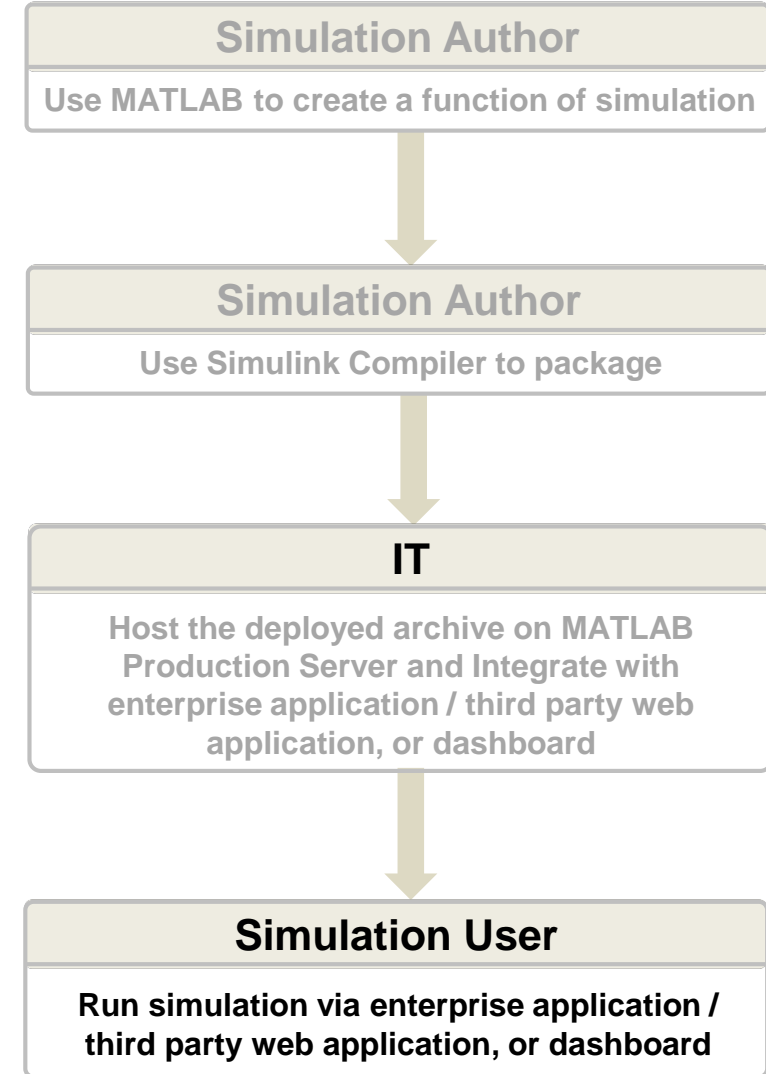 Simulation Author
Use MATLAB to create a function of simulation
Simulation Author
Use Simulink Compiler to package
IT
Host the deployed archive on MATLAB
Production Server and Integrate with
enterprise application / third party web
application, or dashboard
Simulation User
Run simulation via enterprise application /
third party web application, or dashboard